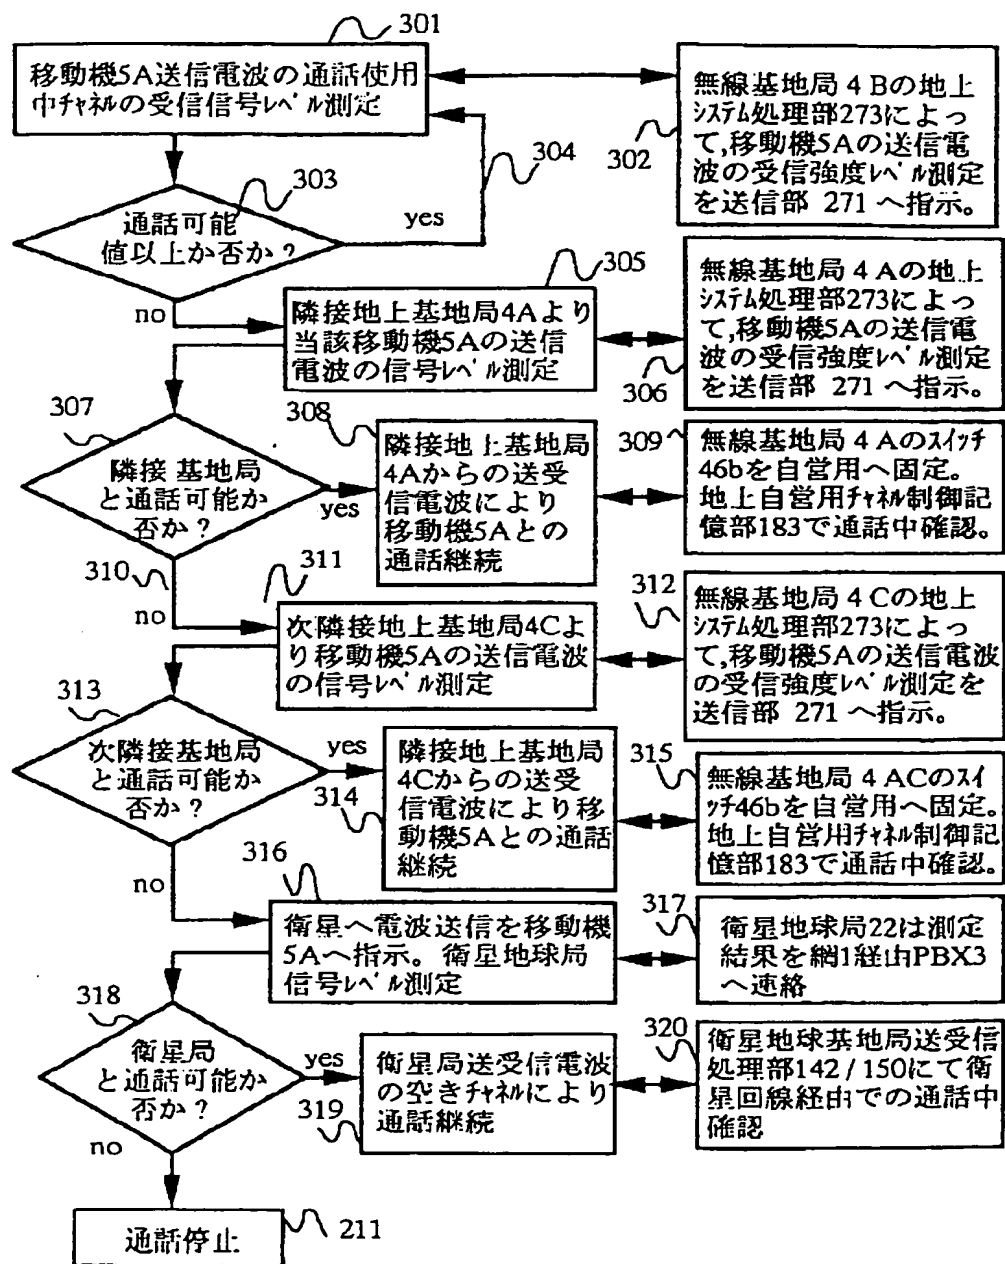 301
移動機5A送信電波の通話使用
中チャネルの受信信号レベル測定
302
無線基地局4Bの地上
システム処理部273によっ
て,移動機5Aの送信電
波の受信強度レベル測定
を送信部 271 へ指示。
303
通話可能
値以上か否か?
yes
304
no
305
隣接地上基地局4Aより
当該移動機5Aの送信
電波の信号レベル測定
306
無線基地局4Aの地上
システム処理部273によっ
て,移動機5Aの送信電
波の受信強度レベル測定
を送信部 271 へ指示。
307
隣接基地局
と通話可能か
否か?
yes
308
隣接地上基地局
4Aからの送受
信電波により
移動機5Aとの
通話継続
309
無線基地局4Aのスイッチ
46bを自営用へ固定。
地上自営用チャネル制御記
憶部183で通話中確認。
310
no
311
次隣接地上基地局4Cよ
り移動機5Aの送信電波
の信号レベル測定
312
無線基地局4Cの地上
システム処理部273によっ
て,移動機5Aの送信電波
の受信強度レベル測定を
送信部 271 へ指示。
313
次隣接基地局
と通話可能か
否か?
yes
314
隣接地上基地局
4Cからの送受
信電波により移
動機5Aとの通話
継続
315
無線基地局4ACのスイ
ッチ46bを自営用へ固定。
地上自営用チャネル制御記
憶部183で通話中確認。
no
316
衛星へ電波送信を移動機
5Aへ指示。衛星地球局
信号レベル測定
317
衛星地球局22は測定
結果を網1経由PBX3
へ連絡
318
衛星局
と通話可能か
否か?
yes
319
衛星局送受信電波
の空きチャネルにより
通話継続
320
衛星地球基地局送受信
処理部142/150にて衛
星回線経由での通話中
確認
no
211
通話停止